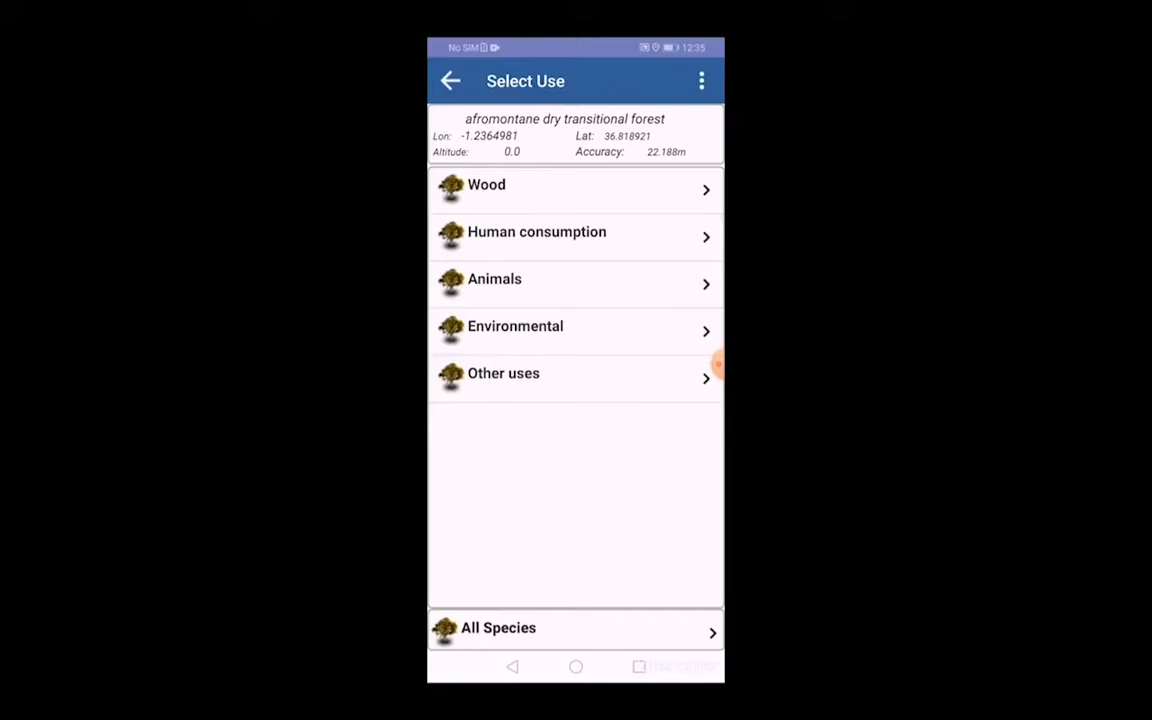 No SIM 12:35
Select Use
afromontane dry transitional forest
Lon: -1.2364981 Lat: 36.818921
Altitude: 0.0 Accuracy: 22.188m
Wood
Human consumption
Animals
Environmental
Other uses
All Species